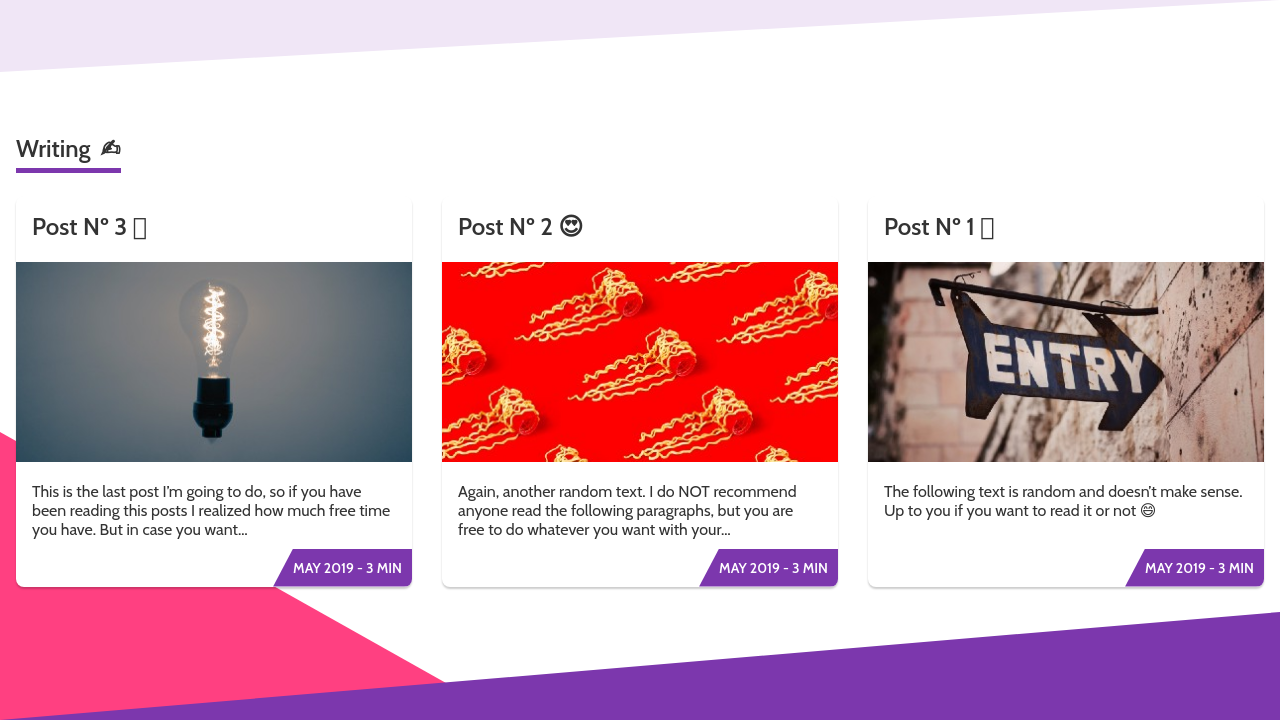 Writing ✍
Post Nº 3
This is the last post I'm going to do, so if you have
been reading this posts I realized how much free time
you have. But in case you want...
MAY 2019 - 3 MIN
Post Nº 2 😍
Again, another random text. I do NOT recommend
anyone read the following paragraphs, but you are
free to do whatever you want with your...
MAY 2019 - 3 MIN
Post Nº 1
ENTRY
The following text is random and doesn't make sense.
Up to you if you want to read it or not 😄
MAY 2019 - 3 MIN